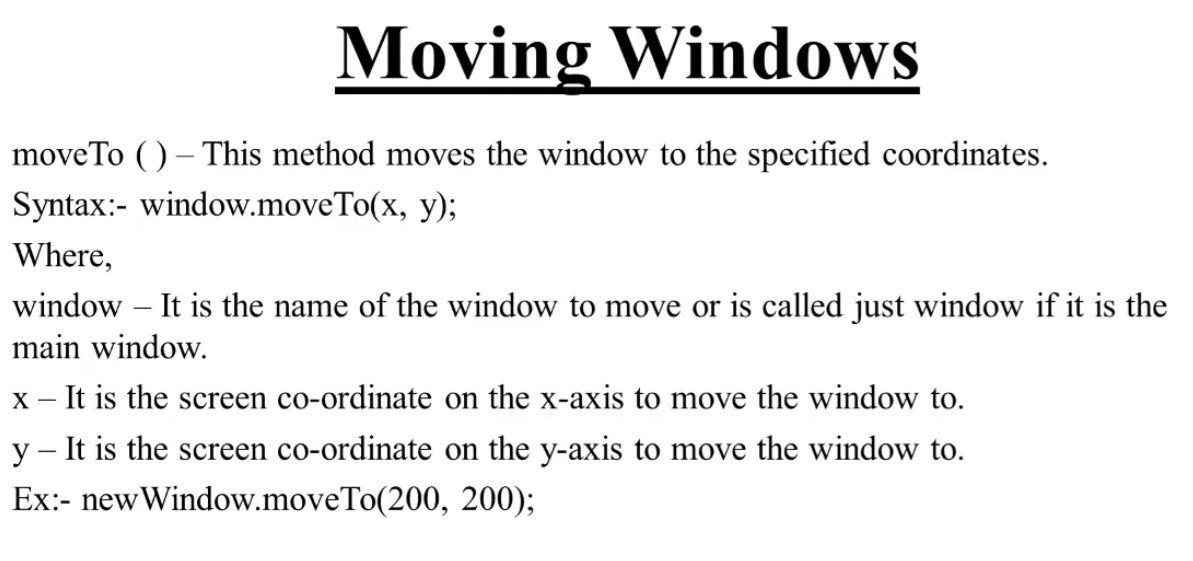 Moving Windows
moveTo ( ) – This method moves the window to the specified coordinates.
Syntax:- window.moveTo(x, y);
Where,
window – It is the name of the window to move or is called just window if it is the
main window.
x – It is the screen co-ordinate on the x-axis to move the window to.
y – It is the screen co-ordinate on the y-axis to move the window to.
Ex:- newWindow.moveTo(200, 200);